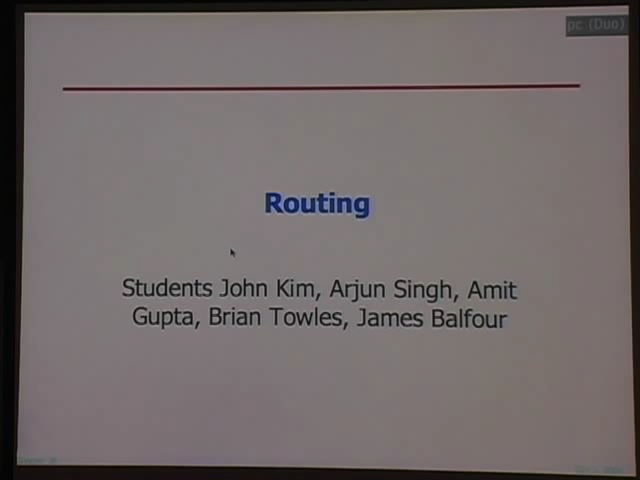 pc (Duo)
Routing
Students John Kim, Arjun Singh, Amit
Gupta, Brian Towles, James Balfour